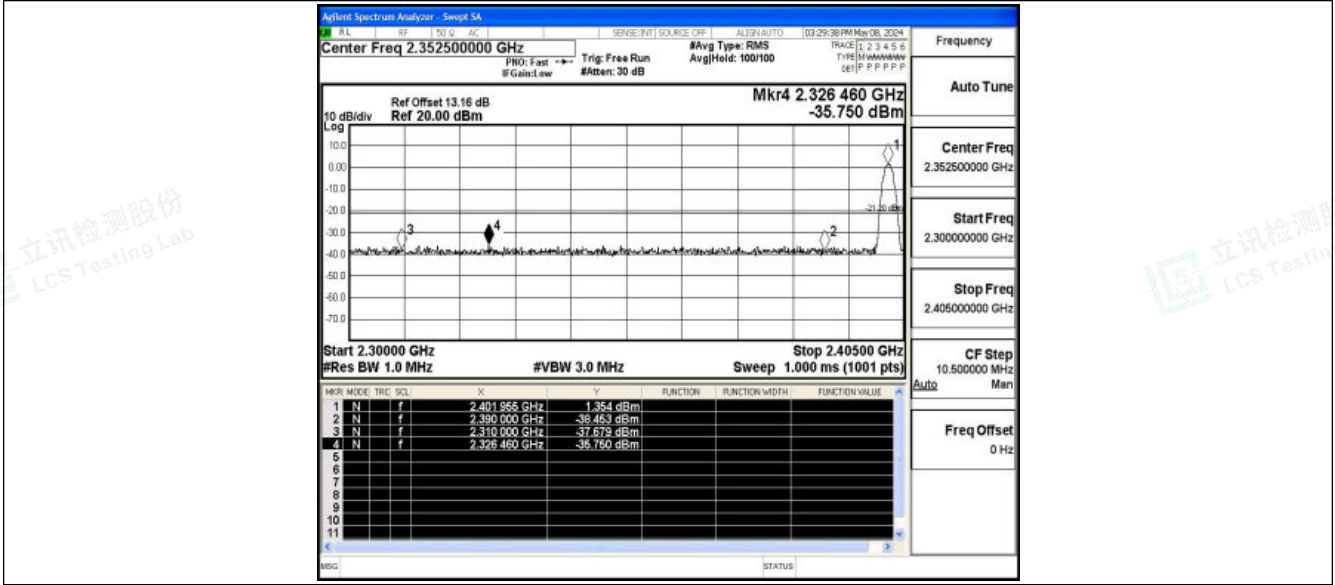 Agilent Spectrum Analyzer - Swept SA
RL RF 50 Ω AC SENSE:INT SOURCE OFF ALIGN AUTO 03:29:38 PM May 08, 2024
Center Freq 2.352500000 GHz
PNO: Fast
IFGain:Low
Trig: Free Run
#Atten: 30 dB
#Avg Type: RMS
Avg|Hold: 100/100
TRACE 1 2 3 4 5 6
TYPE M W W W W W
DET P P P P P P
Frequency
Auto Tune
Mkr4 2.326 460 GHz
-35.750 dBm
Ref Offset 13.16 dB
10 dB/div Ref 20.00 dBm
Log
10.0
0.00
-10.0
-20.0
-30.0
-40.0
-50.0
-60.0
-70.0
1
-21.20 dBm
2
3
4
Center Freq
2.352500000 GHz
Start Freq
2.300000000 GHz
Stop Freq
2.405000000 GHz
CF Step
10.500000 MHz
Auto Man
Freq Offset
0 Hz
Start 2.30000 GHz Stop 2.40500 GHz
#Res BW 1.0 MHz #VBW 3.0 MHz Sweep 1.000 ms (1001 pts)
MKR MODE TRC SCL X Y FUNCTION FUNCTION WIDTH FUNCTION VALUE
1 N f 2.401 955 GHz 1.354 dBm
2 N f 2.390 000 GHz -38.453 dBm
3 N f 2.310 000 GHz -37.679 dBm
4 N f 2.326 460 GHz -35.750 dBm
5
6
7
8
9
10
11
MSG STATUS
立讯检测股份
LCS Testing Lab
立讯检测
LCS Testin